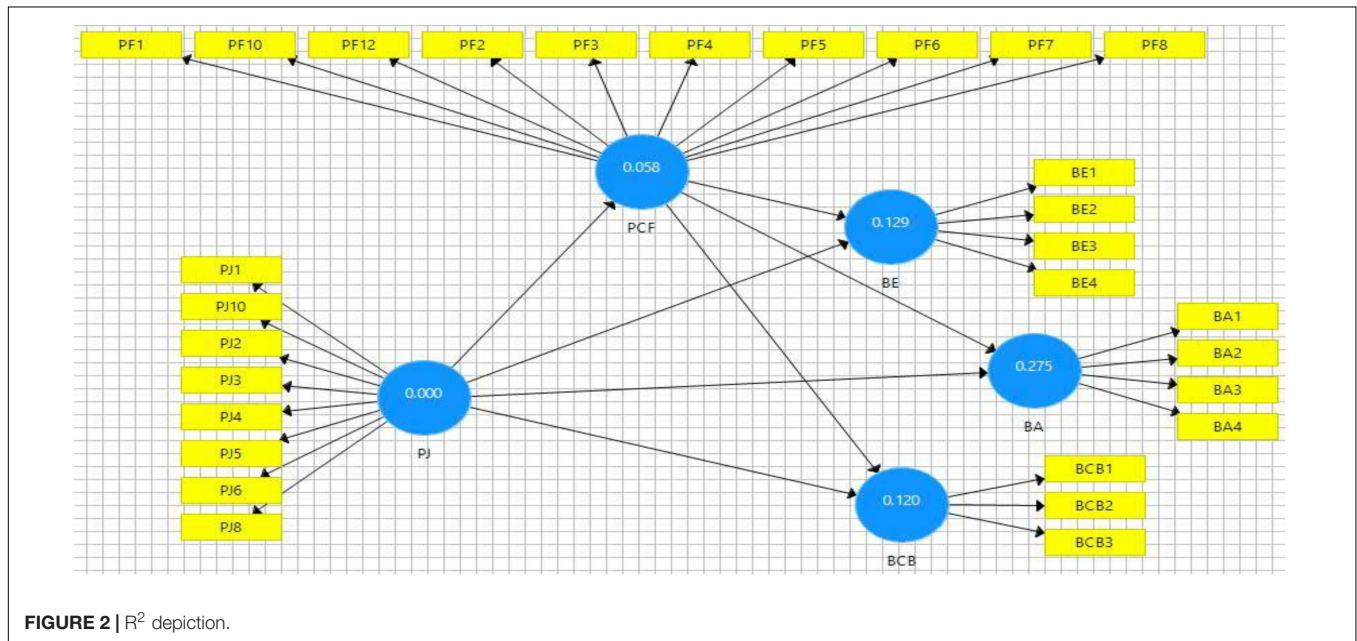 PF1 PF10 PF12 PF2 PF3 PF4 PF5 PF6 PF7 PF8
0.058
PCF
BE1
BE2
BE3
BE4
0.129
BE
PJ1
PJ10
PJ2
PJ3
PJ4
PJ5
PJ6
PJ8
0.000
PJ
BA1
BA2
BA3
BA4
0.275
BA
BCB1
BCB2
BCB3
0.120
BCB
FIGURE 2 | R² depiction.